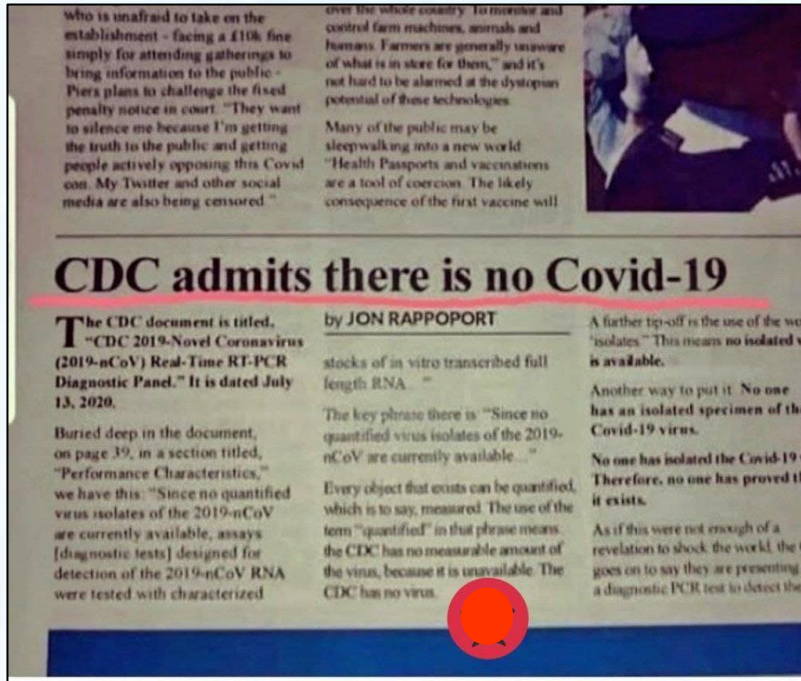 who is unafraid to take on the
establishment - facing a £10k fine
simply for attending gatherings to
bring information to the public -
Piers plans to challenge the fixed
penalty notice in court. "They want
to silence me because I'm getting
the truth to the public and getting
people actively opposing this Covid
con. My Twitter and other social
media are also being censored."
over the whole country. To monitor and
control farm machines, animals and
humans. Farmers are generally unaware
of what is in store for them," and it's
not hard to be alarmed at the dystopian
potential of these technologies.
Many of the public may be
sleepwalking into a new world
"Health Passports and vaccinations
are a tool of coercion. The likely
consequence of the first vaccine will
CDC admits there is no Covid-19
The CDC document is titled,
"CDC 2019-Novel Coronavirus
(2019-nCoV) Real-Time RT-PCR
Diagnostic Panel." It is dated July
13, 2020.
Buried deep in the document,
on page 39, in a section titled,
"Performance Characteristics,"
we have this: "Since no quantified
virus isolates of the 2019-nCoV
are currently available, assays
[diagnostic tests] designed for
detection of the 2019-nCoV RNA
were tested with characterized
by JON RAPPOPORT
stocks of in vitro transcribed full
length RNA..."
The key phrase there is "Since no
quantified virus isolates of the 2019-
nCoV are currently available..."
Every object that exists can be quantified,
which is to say, measured. The use of the
term "quantified" in that phrase means:
the CDC has no measurable amount of
the virus, because it is unavailable. The
CDC has no virus.
A further tip-off is the use of the
"isolates." This means no isolated
is available.
Another way to put it: No one
has an isolated specimen of
Covid-19 virus.
No one has isolated the Covid-19
Therefore, no one has proved
it exists.
As if this were not enough of a
revelation to shock the world, the
goes on to say they are presenting
a diagnostic PCR test to detect